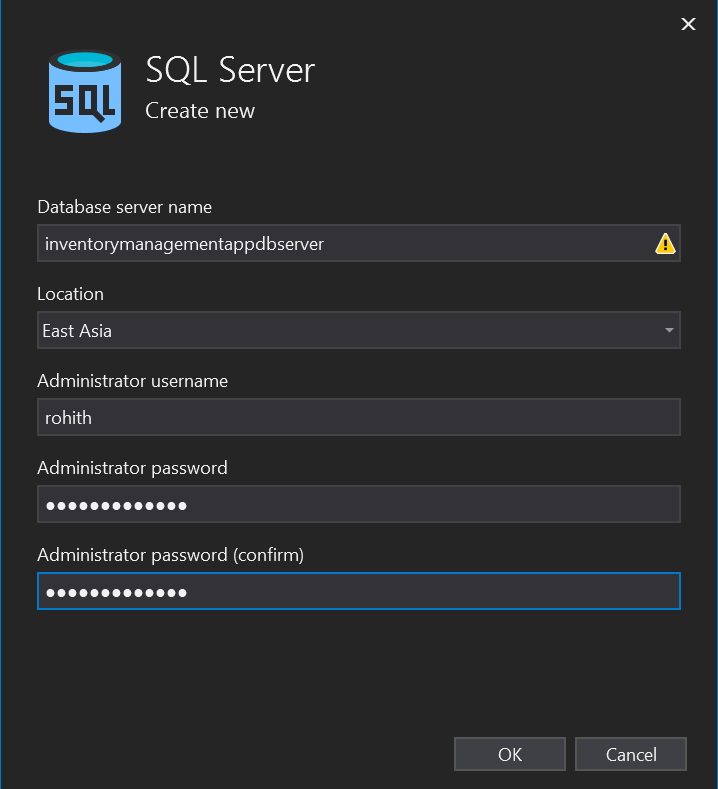 SQL
SQL Server
Create new
Database server name
inventorymanagementappdbserver
Location
East Asia
Administrator username
rohith
Administrator password
●●●●●●●●●●●●●
Administrator password (confirm)
●●●●●●●●●●●●●
OK
Cancel